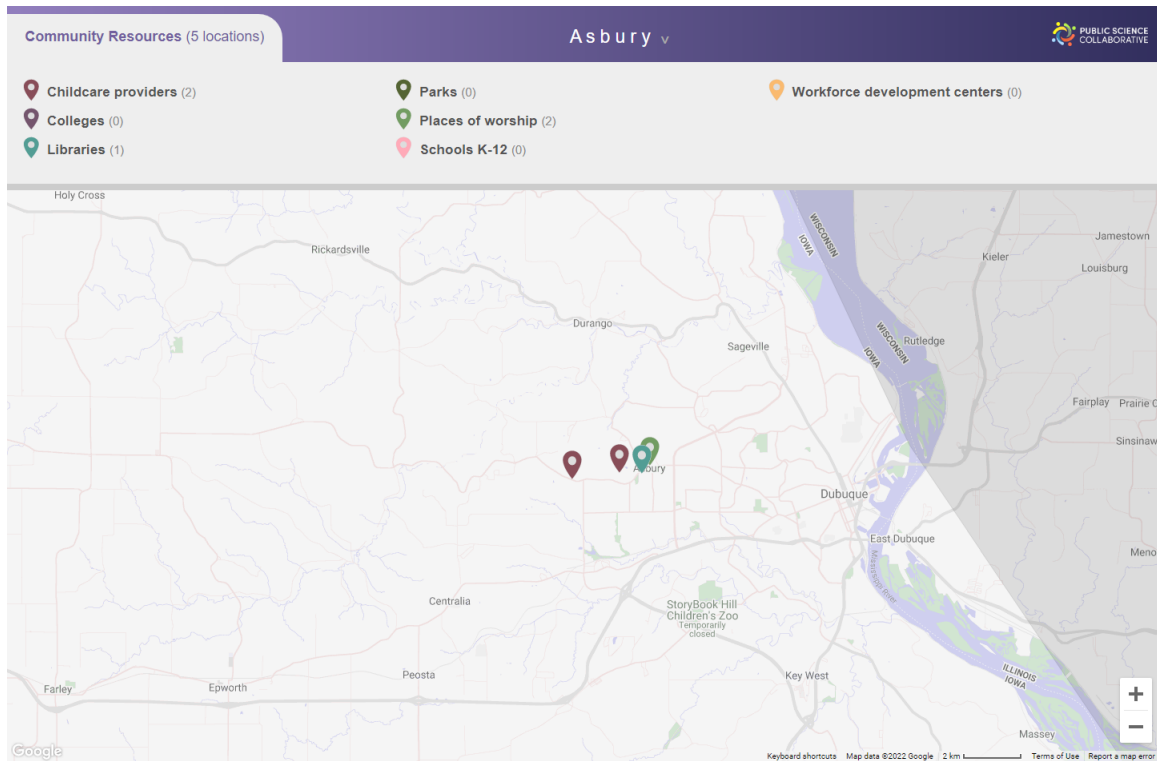 Community Resources (5 locations)
Asbury v
PUBLIC SCIENCE
COLLABORATIVE
Childcare providers (2)
Colleges (0)
Libraries (1)
Parks (0)
Places of worship (2)
Schools K-12 (0)
Workforce development centers (0)
Holy Cross
Rickardsville
WISCONSIN
IOWA
Jamestown
Kieler
Louisburg
Durango
Sageville
WISCONSIN
IOWA
Rutledge
Fairplay
Prairie C
Sinsinaw
Asbury
Dubuque
East Dubuque
Meno
Mississippi River
Centralia
StoryBook Hill
Children's Zoo
Temporarily
closed
Peosta
Key West
ILLINOIS
IOWA
Farley
Epworth
Massey
+
−
Google
Keyboard shortcuts Map data ©2022 Google 2 km Terms of Use Report a map error